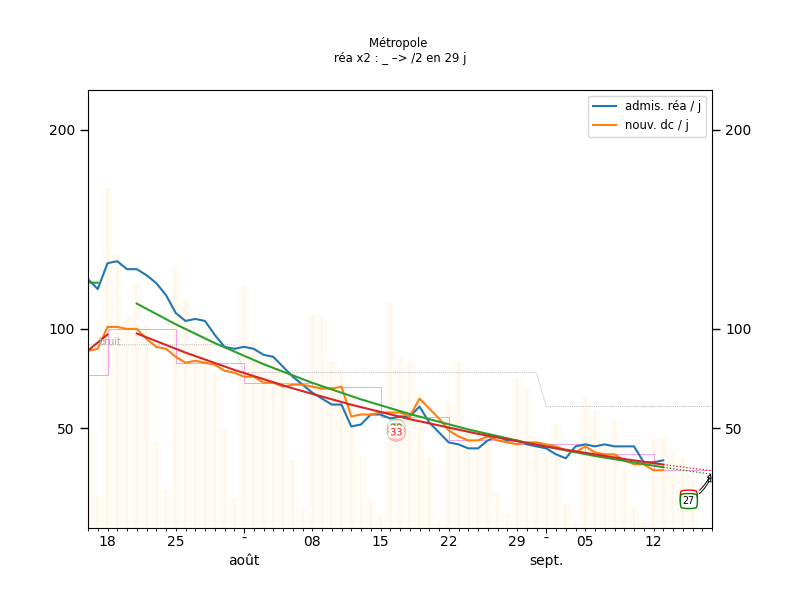 Métropole
réa x2 : _ –> /2 en 29 j
admis. réa / j
nouv. dc / j
200
200
100
100
50
50
bruit
33
27
18
25
-
08
15
22
29
-
05
12
août
sept.